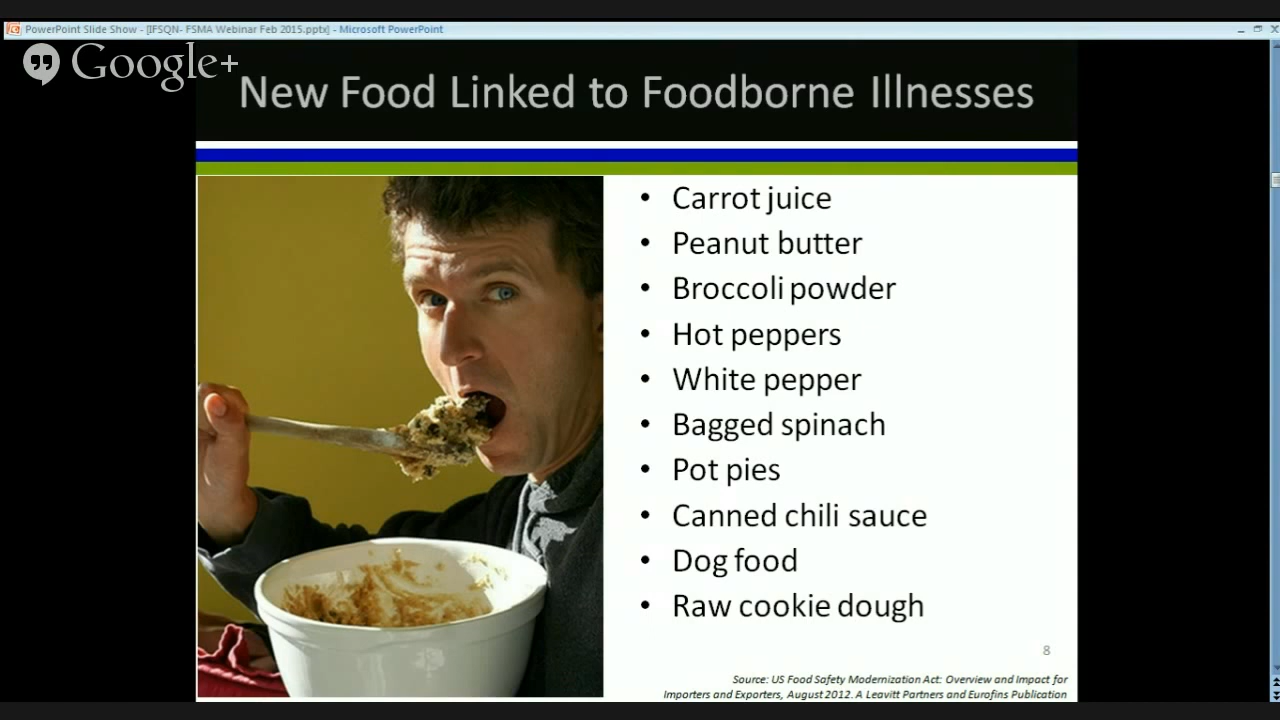 PowerPoint Slide Show - [IFSQN- FSMA Webinar Feb 2015.pptx] - Microsoft PowerPoint
Google+
New Food Linked to Foodborne Illnesses
• Carrot juice
• Peanut butter
• Broccoli powder
• Hot peppers
• White pepper
• Bagged spinach
• Pot pies
• Canned chili sauce
• Dog food
• Raw cookie dough
8
Source: US Food Safety Modernization Act: Overview and Impact for
Importers and Exporters, August 2012. A Leavitt Partners and Eurofins Publication